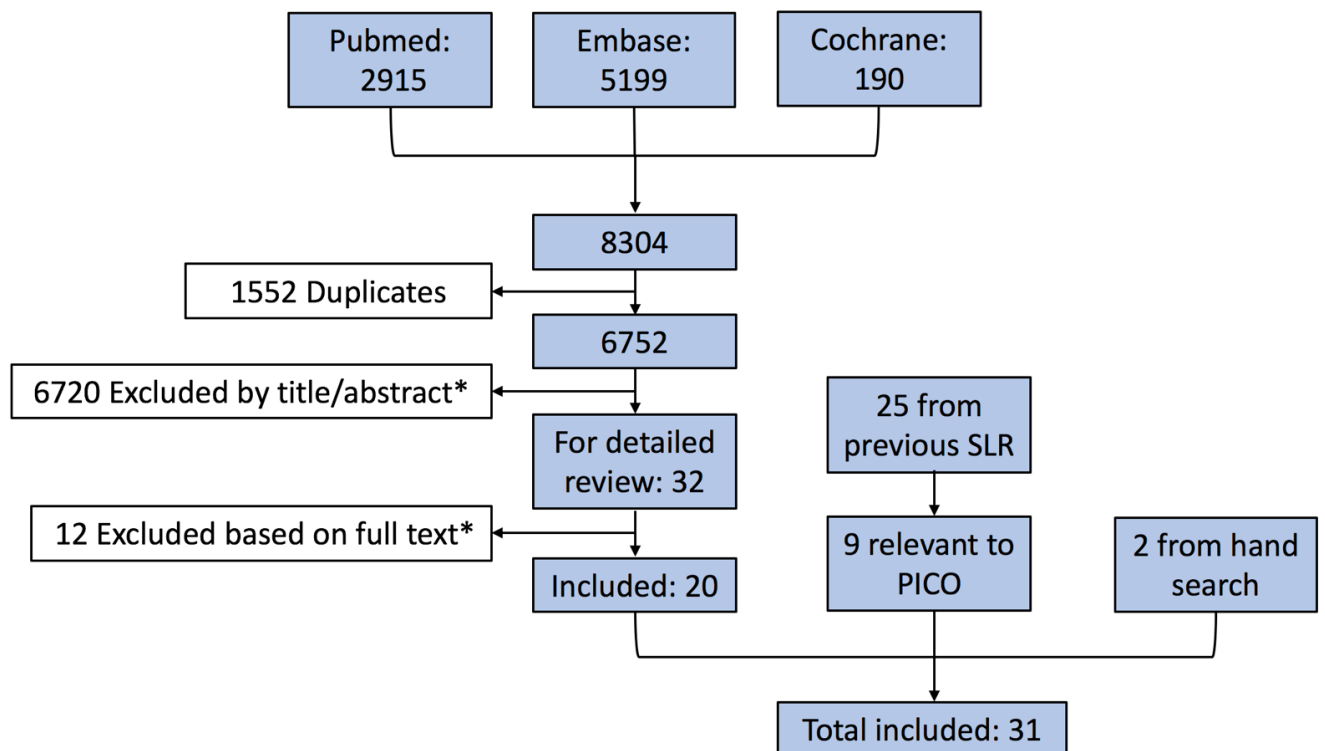 Pubmed:
2915
Embase:
5199
Cochrane:
190
8304
1552 Duplicates
6752
6720 Excluded by title/abstract*
25 from
previous SLR
For detailed
review: 32
12 Excluded based on full text*
9 relevant to
PICO
2 from hand
search
Included: 20
Total included: 31